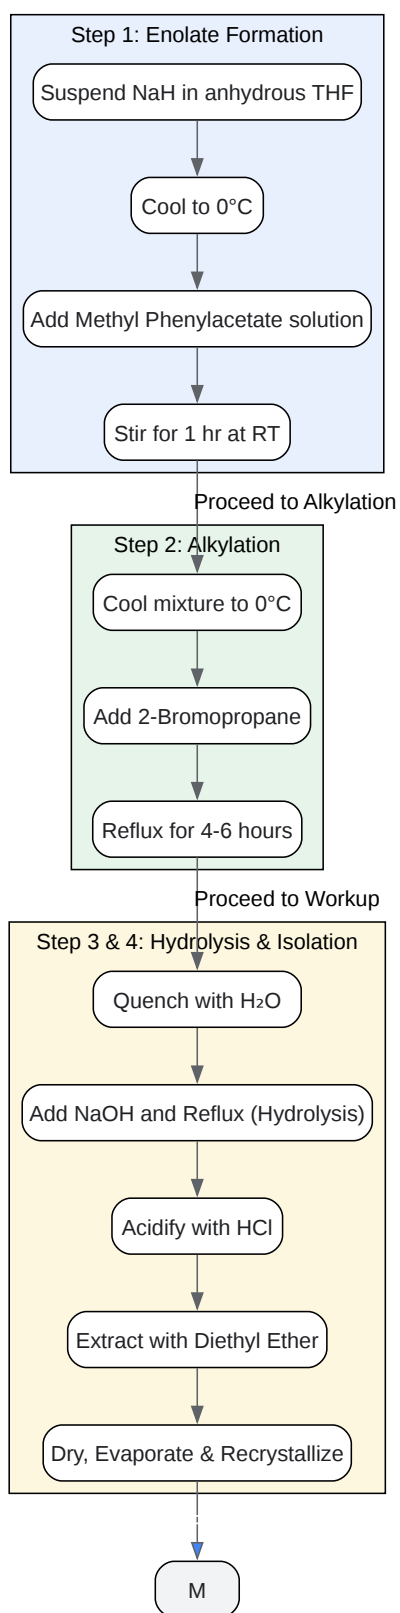 Step 1: Enolate Formation
Suspend NaH in anhydrous THF
Cool to 0°C
Add Methyl Phenylacetate solution
Stir for 1 hr at RT
Proceed to Alkylation
Step 2: Alkylation
Cool mixture to 0°C
Add 2-Bromopropane
Reflux for 4-6 hours
Proceed to Workup
Step 3 & 4: Hydrolysis & Isolation
Quench with H₂O
Add NaOH and Reflux (Hydrolysis)
Acidify with HCl
Extract with Diethyl Ether
Dry, Evaporate & Recrystallize
M